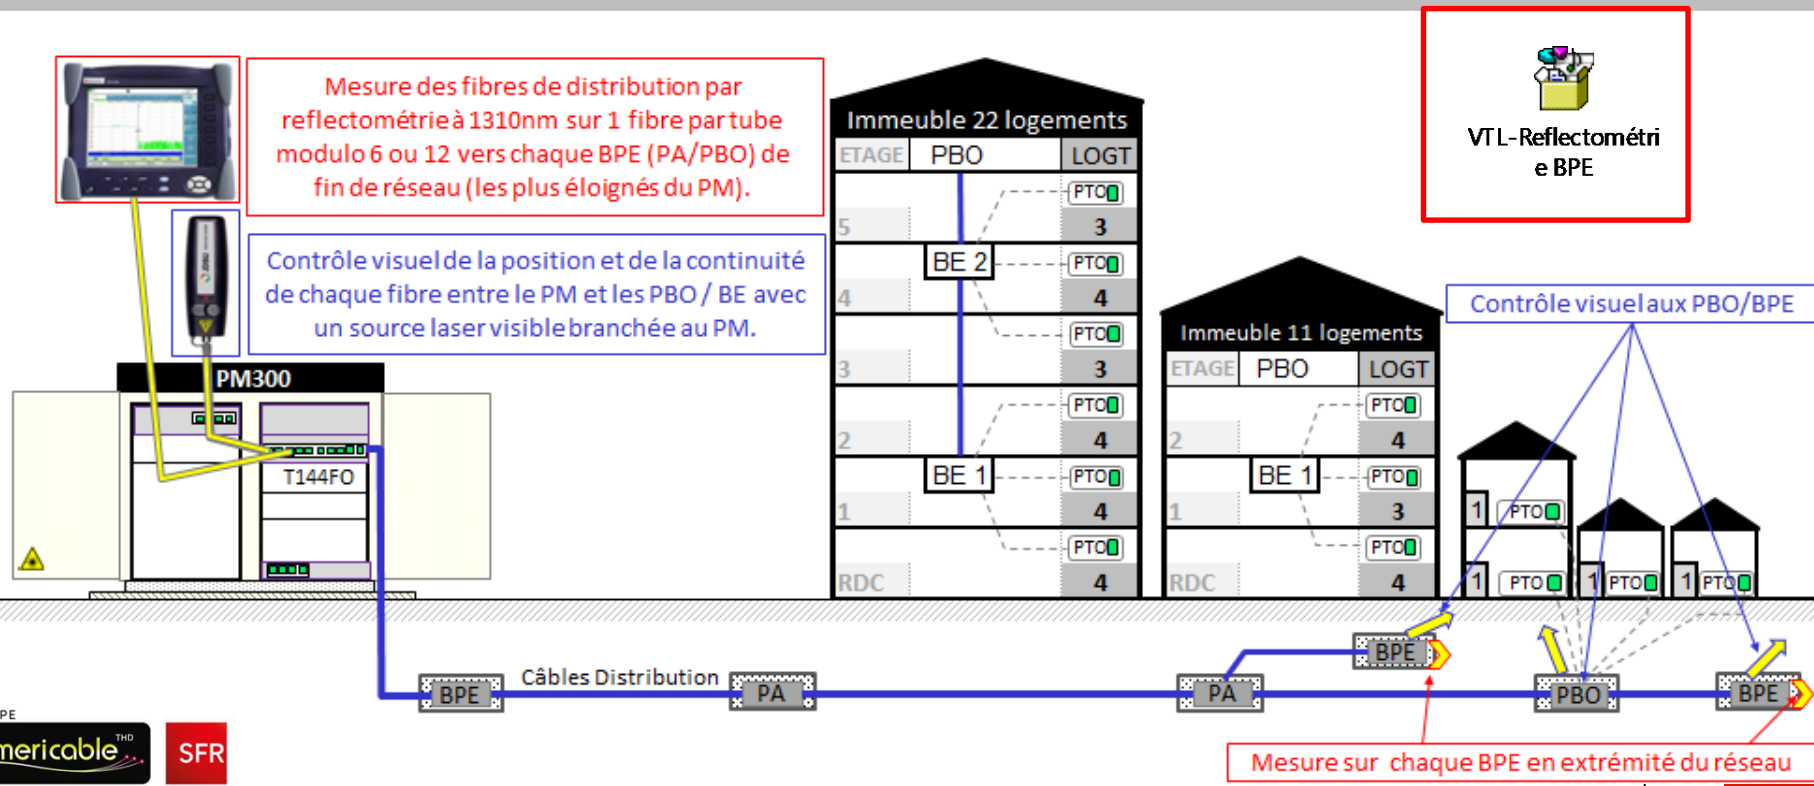 Mesure des fibres de distribution par
reflectométrie à 1310nm sur 1 fibre par tube
modulo 6 ou 12 vers chaque BPE (PA/PBO) de
fin de réseau (les plus éloignés du PM).
Contrôle visuel de la position et de la continuité
de chaque fibre entre le PM et les PBO / BE avec
un source laser visible branchée au PM.
PM300
T144FO
Immeuble 22 logements
ETAGE PBO LOGT
PTO
5 3
BE 2 PTO
4 4
PTO
3 3
PTO
2 4
BE 1 PTO
1 4
PTO
RDC 4
Immeuble 11 logements
ETAGE PBO LOGT
PTO
2 4
BE 1 PTO
1 3
PTO
RDC 4
VTL-Reflectométri
e BPE
Contrôle visuel aux PBO/BPE
1 PTO
1 PTO
1 PTO
1 PTO
BPE
Câbles Distribution
BPE
PA
PA
PBO
BPE
Mesure sur chaque BPE en extrémité du réseau
PE
mericable THD
SFR